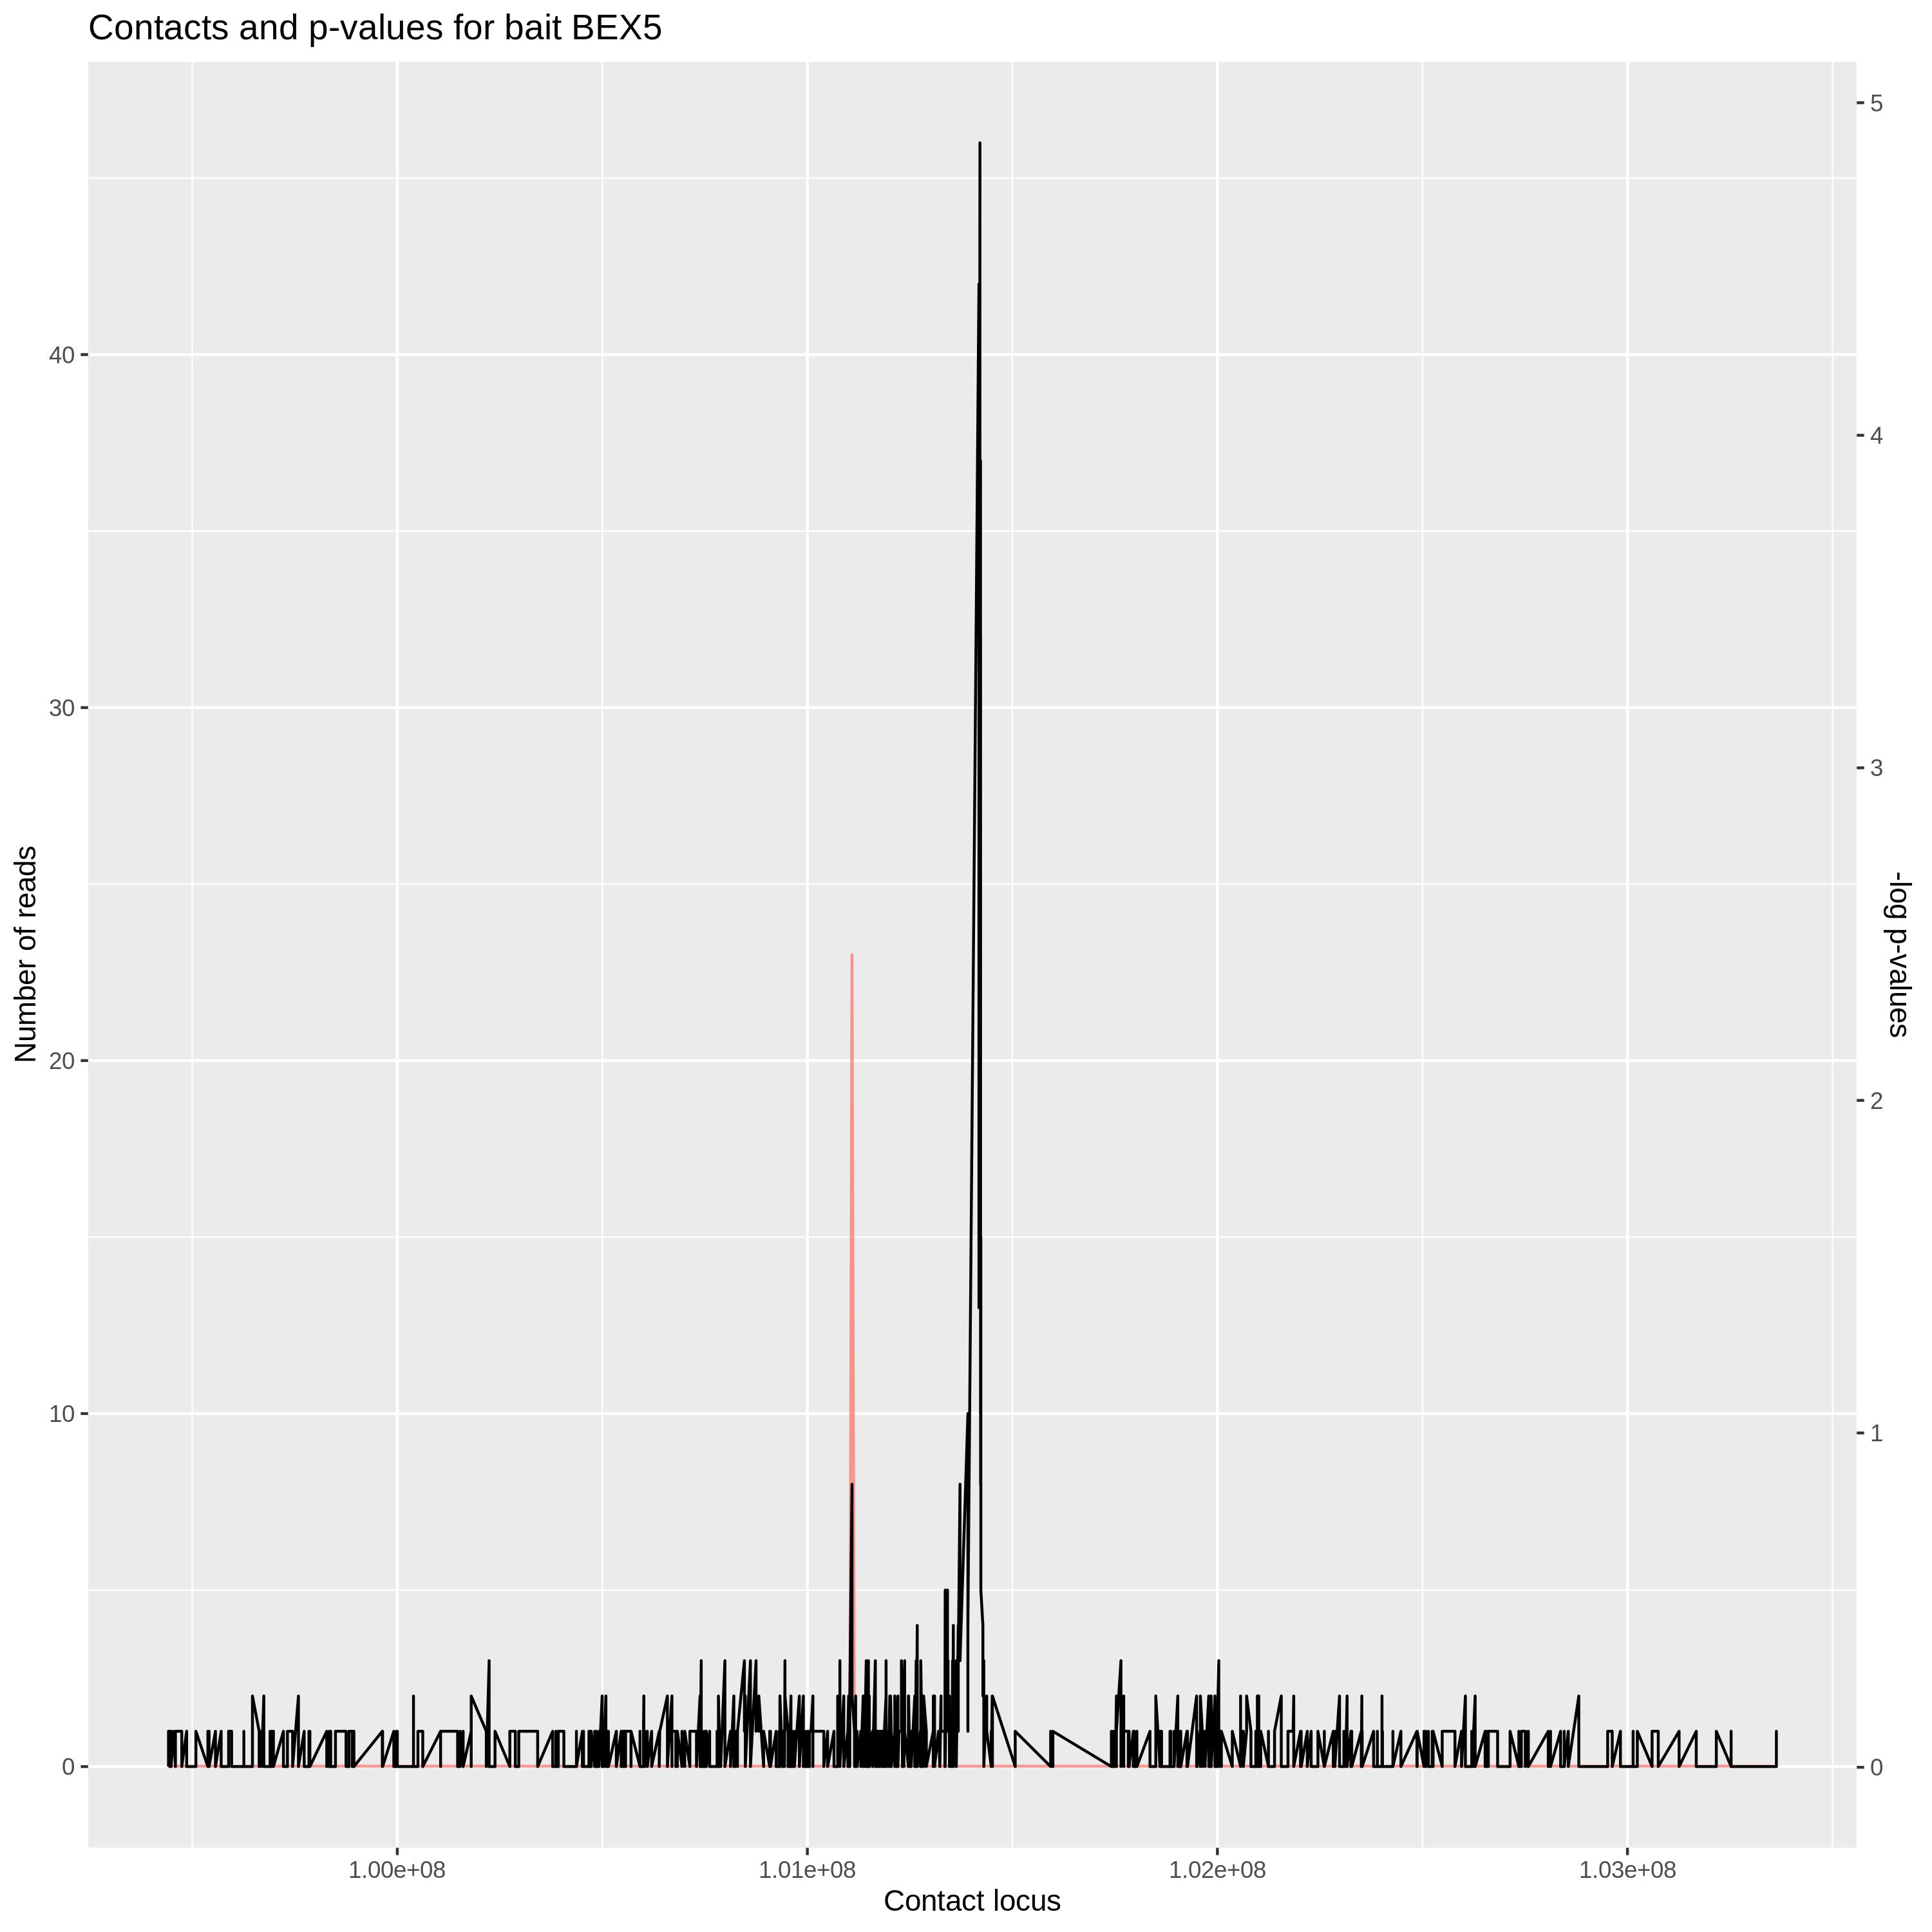 Contacts and p-values for bait BEX5
Number of reads
40
30
20
10
0
5
4
3
2
1
0
-log p-values
1.00e+08
1.01e+08
1.02e+08
1.03e+08
Contact locus